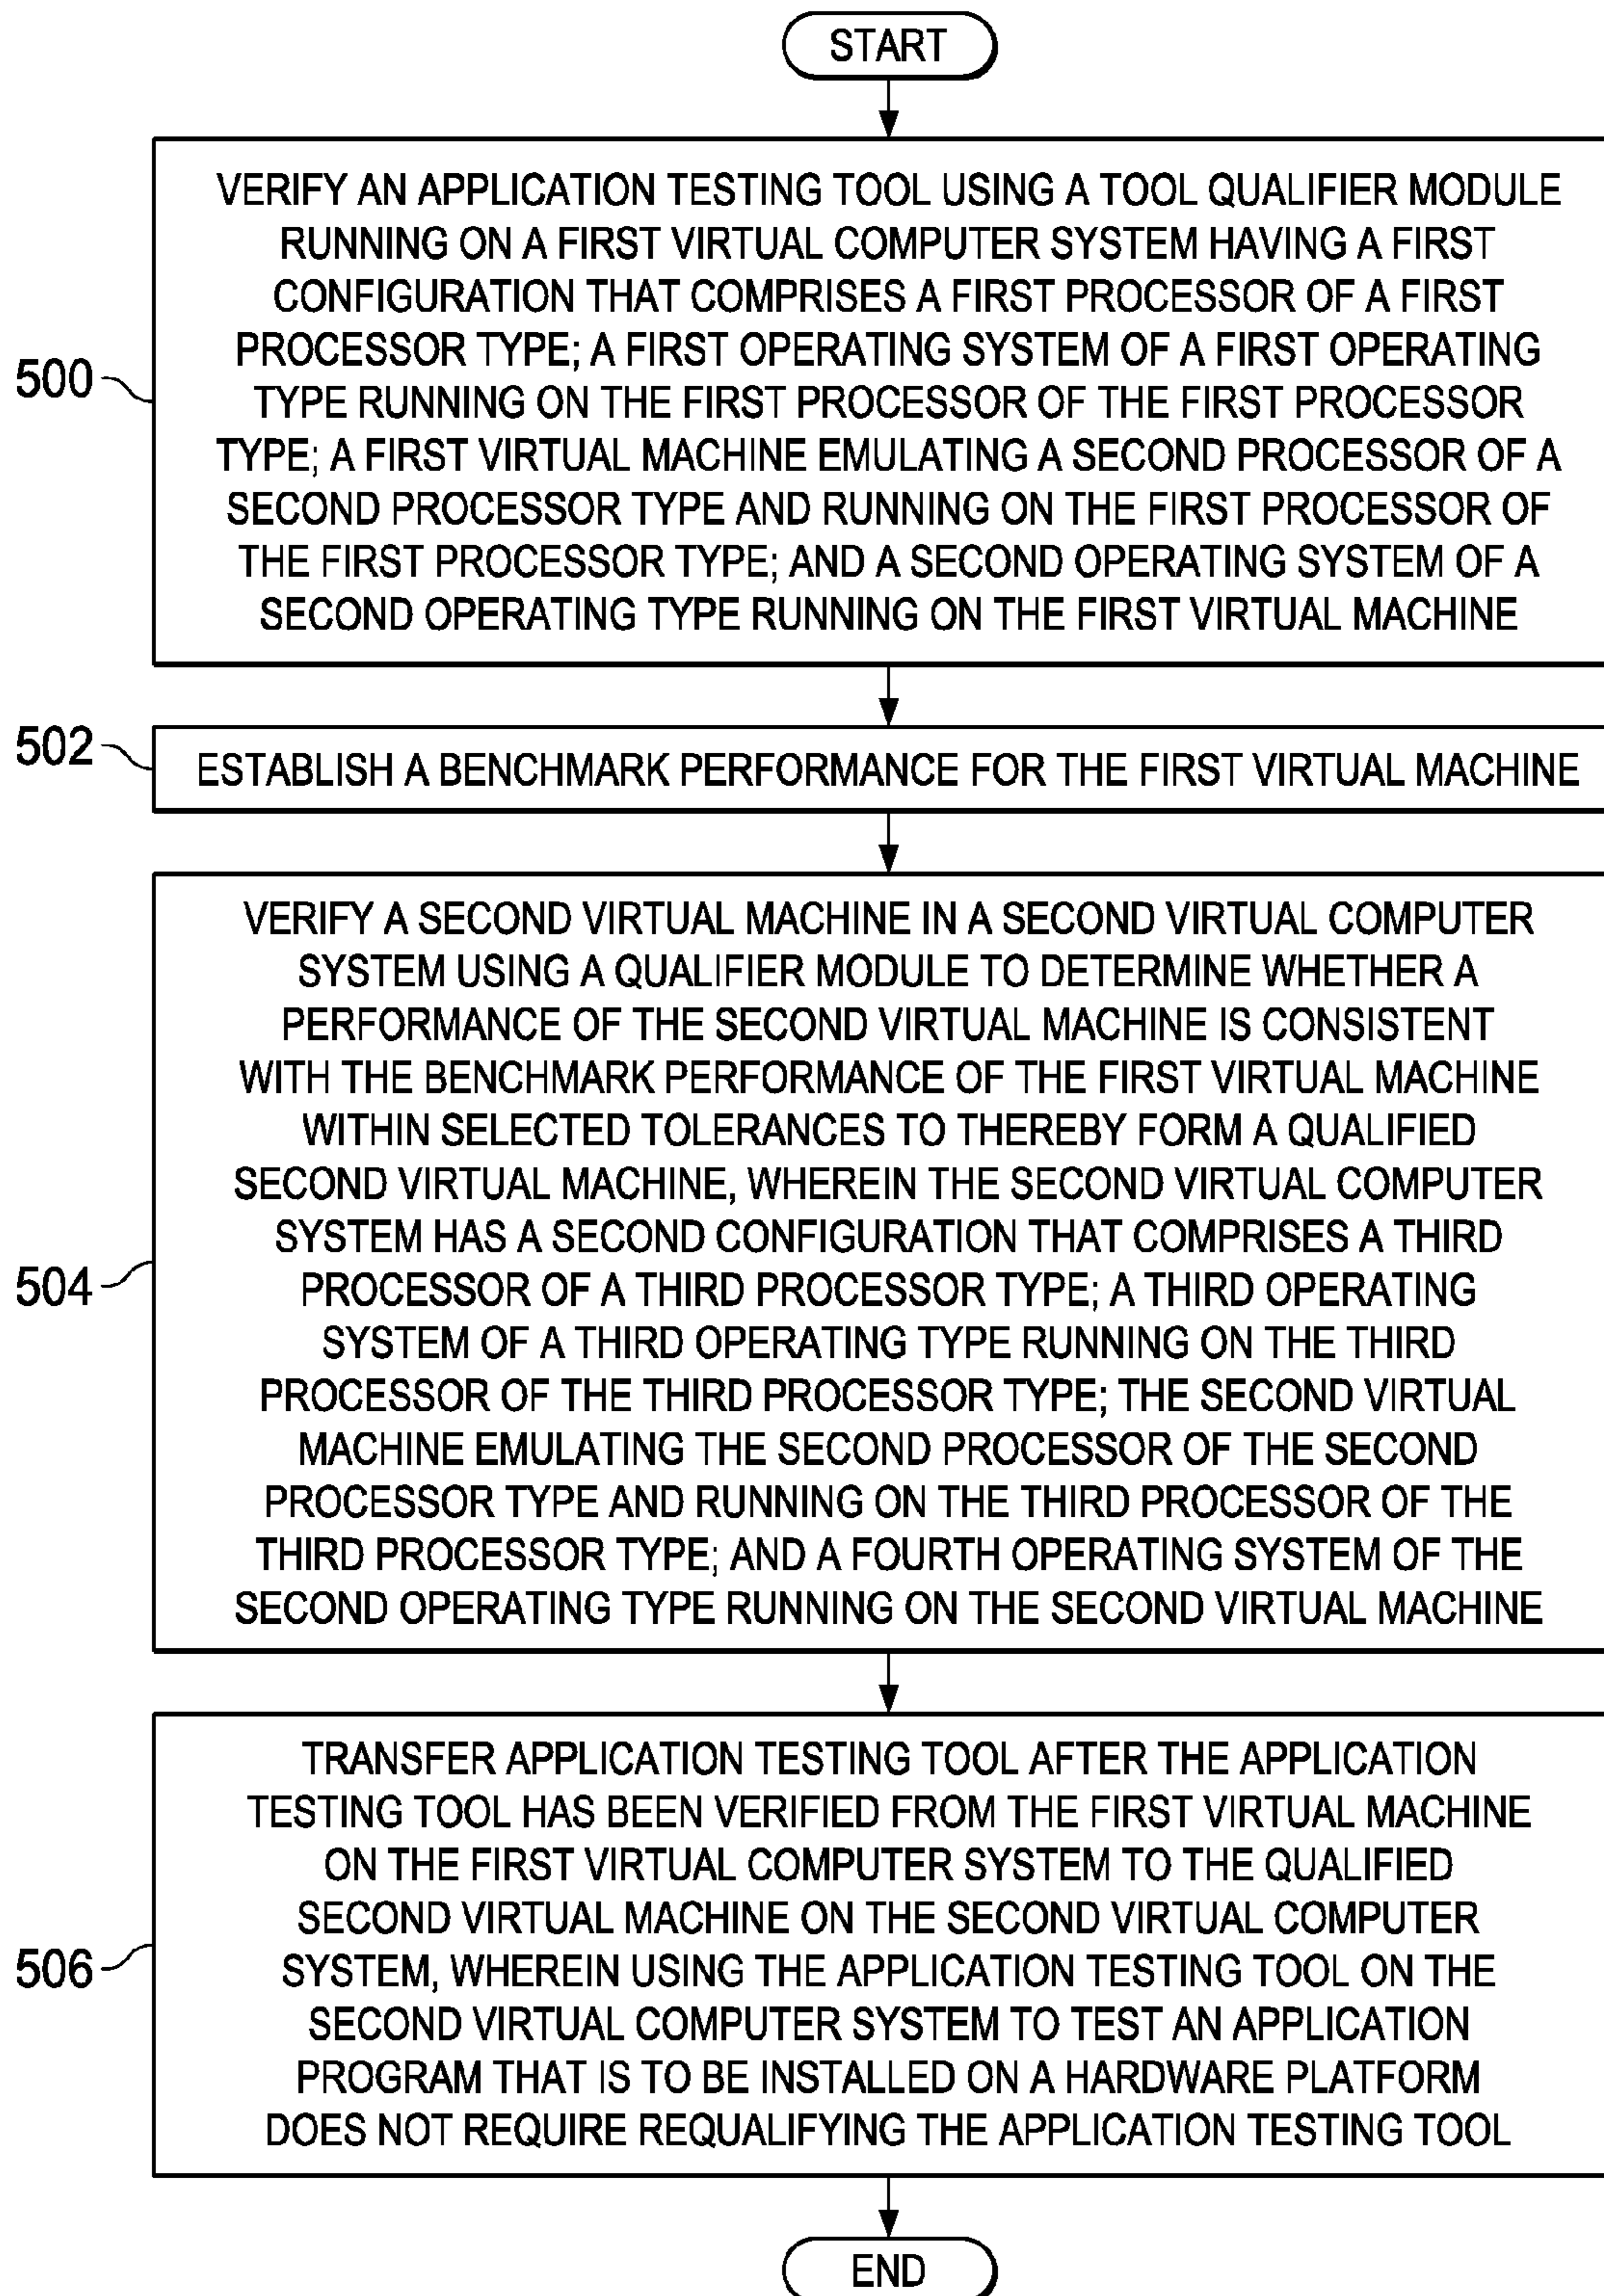 START
VERIFY AN APPLICATION TESTING TOOL USING A TOOL QUALIFIER MODULE
RUNNING ON A FIRST VIRTUAL COMPUTER SYSTEM HAVING A FIRST
CONFIGURATION THAT COMPRISES A FIRST PROCESSOR OF A FIRST
PROCESSOR TYPE; A FIRST OPERATING SYSTEM OF A FIRST OPERATING
500
TYPE RUNNING ON THE FIRST PROCESSOR OF THE FIRST PROCESSOR
TYPE; A FIRST VIRTUAL MACHINE EMULATING A SECOND PROCESSOR OF A
SECOND PROCESSOR TYPE AND RUNNING ON THE FIRST PROCESSOR OF
THE FIRST PROCESSOR TYPE; AND A SECOND OPERATING SYSTEM OF A
SECOND OPERATING TYPE RUNNING ON THE FIRST VIRTUAL MACHINE
502
ESTABLISH A BENCHMARK PERFORMANCE FOR THE FIRST VIRTUAL MACHINE
VERIFY A SECOND VIRTUAL MACHINE IN A SECOND VIRTUAL COMPUTER
SYSTEM USING A QUALIFIER MODULE TO DETERMINE WHETHER A
PERFORMANCE OF THE SECOND VIRTUAL MACHINE IS CONSISTENT
WITH THE BENCHMARK PERFORMANCE OF THE FIRST VIRTUAL MACHINE
WITHIN SELECTED TOLERANCES TO THEREBY FORM A QUALIFIED
SECOND VIRTUAL MACHINE, WHEREIN THE SECOND VIRTUAL COMPUTER
SYSTEM HAS A SECOND CONFIGURATION THAT COMPRISES A THIRD
504
PROCESSOR OF A THIRD PROCESSOR TYPE; A THIRD OPERATING
SYSTEM OF A THIRD OPERATING TYPE RUNNING ON THE THIRD
PROCESSOR OF THE THIRD PROCESSOR TYPE; THE SECOND VIRTUAL
MACHINE EMULATING THE SECOND PROCESSOR OF THE SECOND
PROCESSOR TYPE AND RUNNING ON THE THIRD PROCESSOR OF THE
THIRD PROCESSOR TYPE; AND A FOURTH OPERATING SYSTEM OF THE
SECOND OPERATING TYPE RUNNING ON THE SECOND VIRTUAL MACHINE
TRANSFER APPLICATION TESTING TOOL AFTER THE APPLICATION
TESTING TOOL HAS BEEN VERIFIED FROM THE FIRST VIRTUAL MACHINE
ON THE FIRST VIRTUAL COMPUTER SYSTEM TO THE QUALIFIED
SECOND VIRTUAL MACHINE ON THE SECOND VIRTUAL COMPUTER
506
SYSTEM, WHEREIN USING THE APPLICATION TESTING TOOL ON THE
SECOND VIRTUAL COMPUTER SYSTEM TO TEST AN APPLICATION
PROGRAM THAT IS TO BE INSTALLED ON A HARDWARE PLATFORM
DOES NOT REQUIRE REQUALIFYING THE APPLICATION TESTING TOOL
END